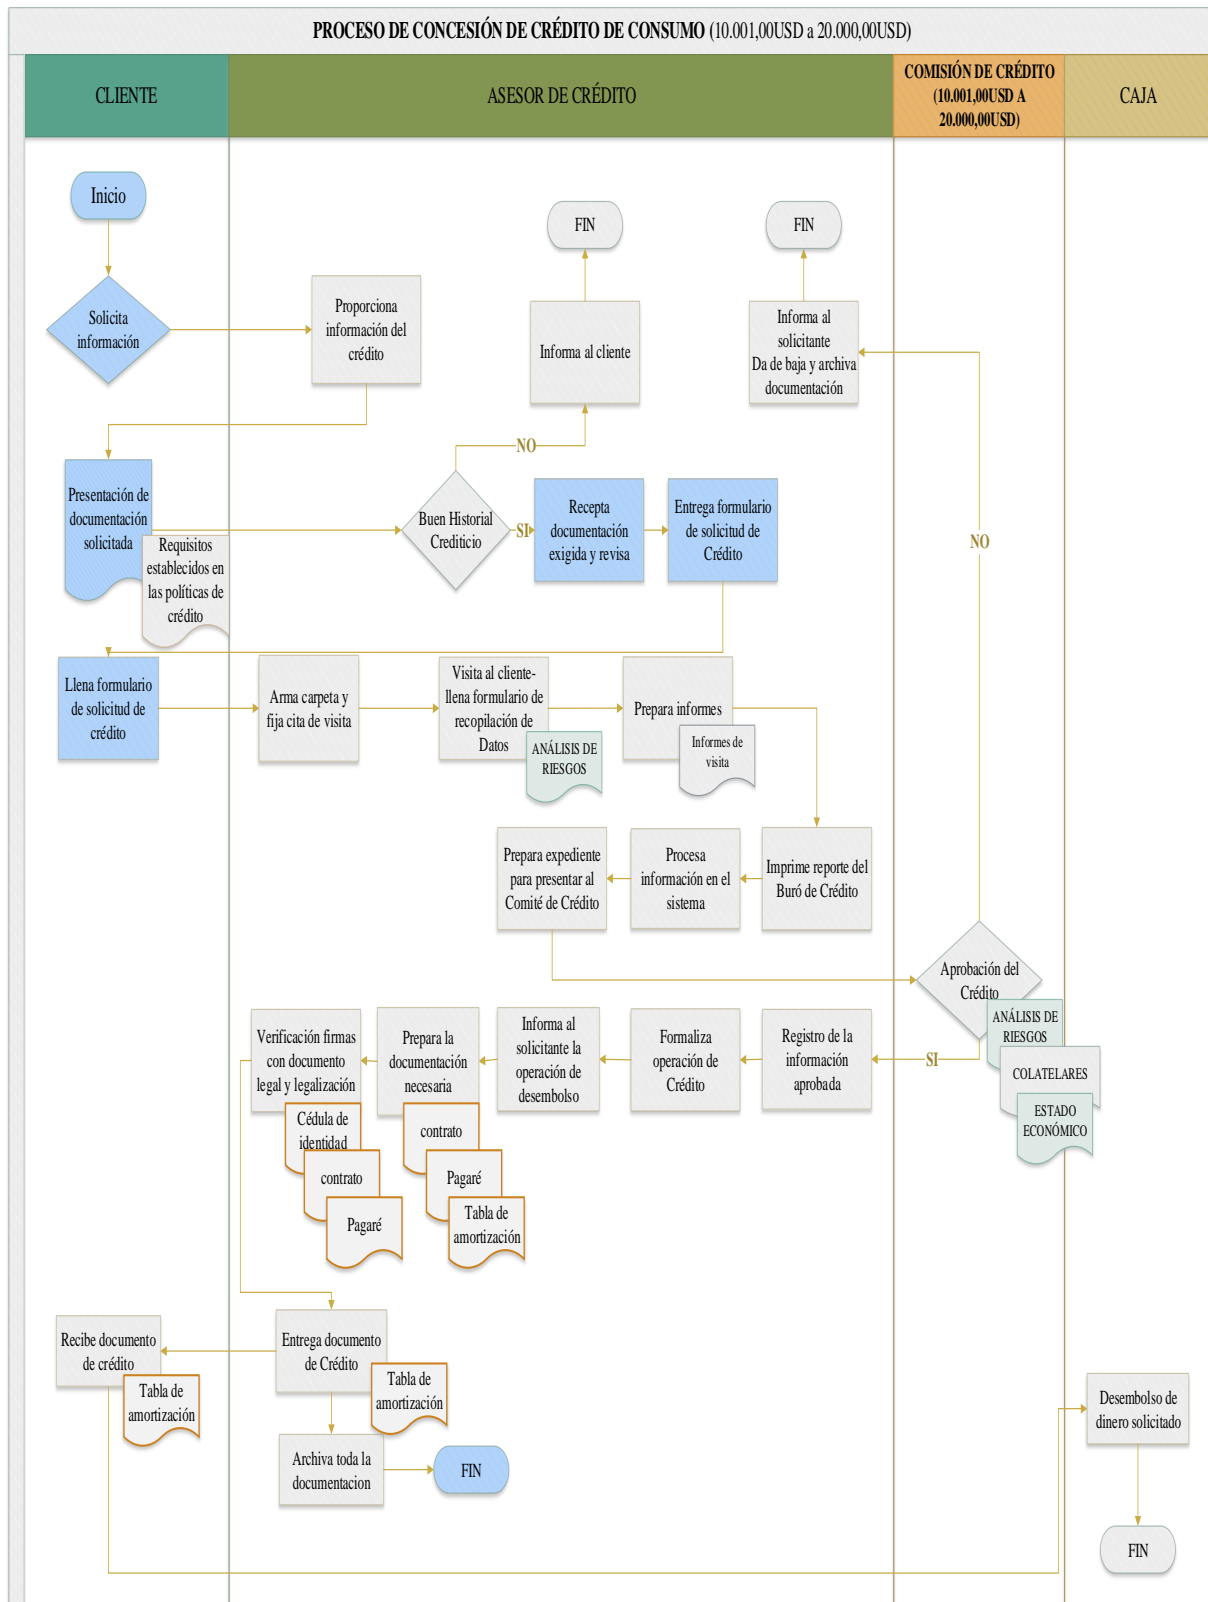 PROCESO DE CONCESIÓN DE CRÉDITO DE CONSUMO (10.001,00USD a 20.000,00USD)
CLIENTE
ASESOR DE CRÉDITO
COMISIÓN DE CRÉDITO
(10.001,00USD A
20.000,00USD)
CAJA
Inicio
FIN
FIN
Solicita
información
Proporciona
información del
crédito
Informa al cliente
Informa al
solicitante
Da de baja y archiva
documentación
NO
Presentación de
documentación
solicitada
Requisitos
establecidos en
las políticas de
crédito
Buen Historial
Crediticio
SI
Recepta
documentación
exigida y revisa
Entrega formulario
de solicitud de
Crédito
NO
Llena formulario
de solicitud de
crédito
Arma carpeta y
fija cita de visita
Visita al cliente-
llena formulario de
recopilación de
Datos
ANÁLISIS DE
RIESGOS
Prepara informes
Informes de
visita
Prepara expediente
para presentar al
Comité de Crédito
Procesa
información en el
sistema
Imprime reporte del
Buró de Crédito
Aprobación del
Crédito
ANÁLISIS DE
RIESGOS
COLATELARES
ESTADO
ECONÓMICO
SI
Verificación firmas
con documento
legal y legalización
Cédula de
identidad
contrato
Pagaré
Prepara la
documentación
necesaria
contrato
Pagaré
Tabla de
amortización
Informa al
solicitante la
operación de
desembolso
Formaliza
operación de
Crédito
Registro de la
información
aprobada
Recibe documento
de crédito
Tabla de
amortización
Entrega documento
de Crédito
Tabla de
amortización
Desembolso de
dinero solicitado
Archiva toda la
documentacion
FIN
FIN